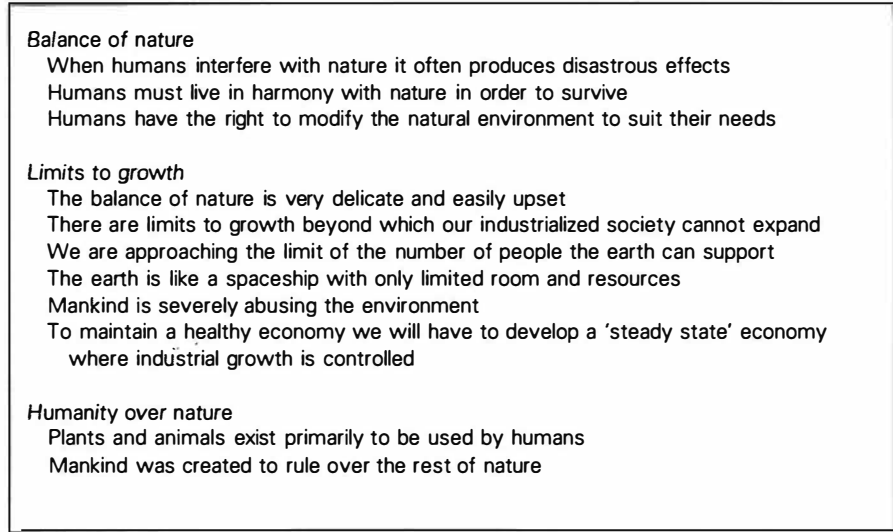 Balance of nature
When humans interfere with nature it often produces disastrous effects
Humans must live in harmony with nature in order to survive
Humans have the right to modify the natural environment to suit their needs
Limits to growth
The balance of nature is very delicate and easily upset
There are limits to growth beyond which our industrialized society cannot expand
We are approaching the limit of the number of people the earth can support
The earth is like a spaceship with only limited room and resources
Mankind is severely abusing the environment
To maintain a healthy economy we will have to develop a 'steady state' economy
where industrial growth is controlled
Humanity over nature
Plants and animals exist primarily to be used by humans
Mankind was created to rule over the rest of nature